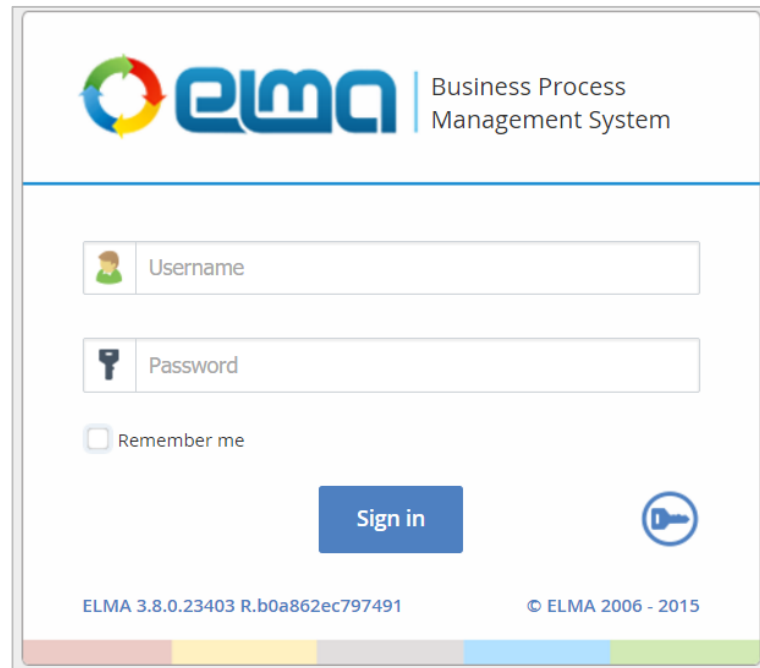 elma
Business Process
Management System
Username
Password
Remember me
Sign in
ELMA 3.8.0.23403 R.b0a862ec797491
© ELMA 2006 - 2015